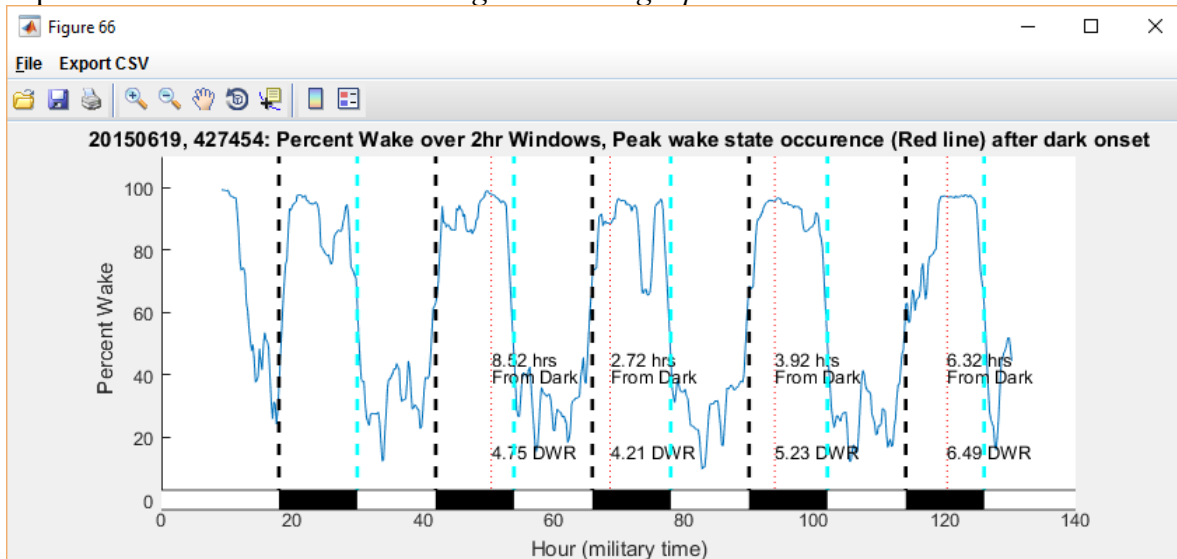 Figure 66
File Export CSV
20150619, 427454: Percent Wake over 2hr Windows, Peak wake state occurence (Red line) after dark onset
Percent Wake
100
80
60
40
20
0
8.52 hrs
From Dark
2.72 hrs
From Dark
3.92 hrs
From Dark
6.32 hrs
From Dark
4.75 DWR
4.21 DWR
5.23 DWR
6.49 DWR
0 20 40 60 80 100 120 140
Hour (military time)